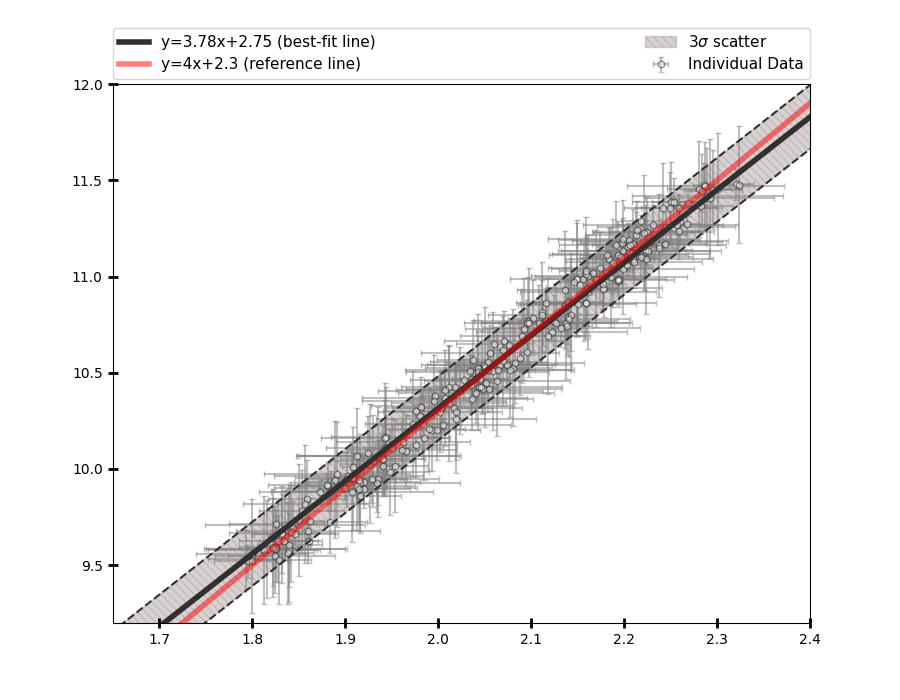 y=3.78x+2.75 (best-fit line)
y=4x+2.3 (reference line)
3σ scatter
Individual Data
12.0
11.5
11.0
10.5
10.0
9.5
1.7 1.8 1.9 2.0 2.1 2.2 2.3 2.4